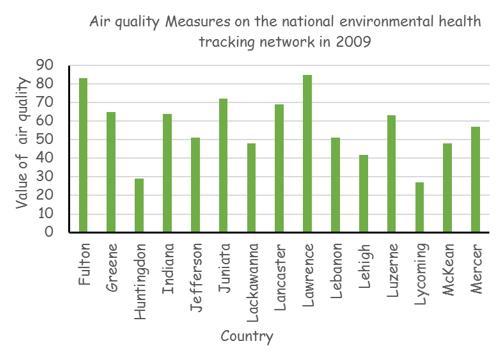 Air quality Measures on the national environmental health
tracking network in 2009
Value of air quality
90
80
70
60
50
40
30
20
10
0
Fulton
Greene
Huntingdon
Indiana
Jefferson
Juniata
Lackawanna
Lancaster
Lawrence
Lebanon
Lehigh
Luzerne
Lycoming
McKean
Mercer
Country